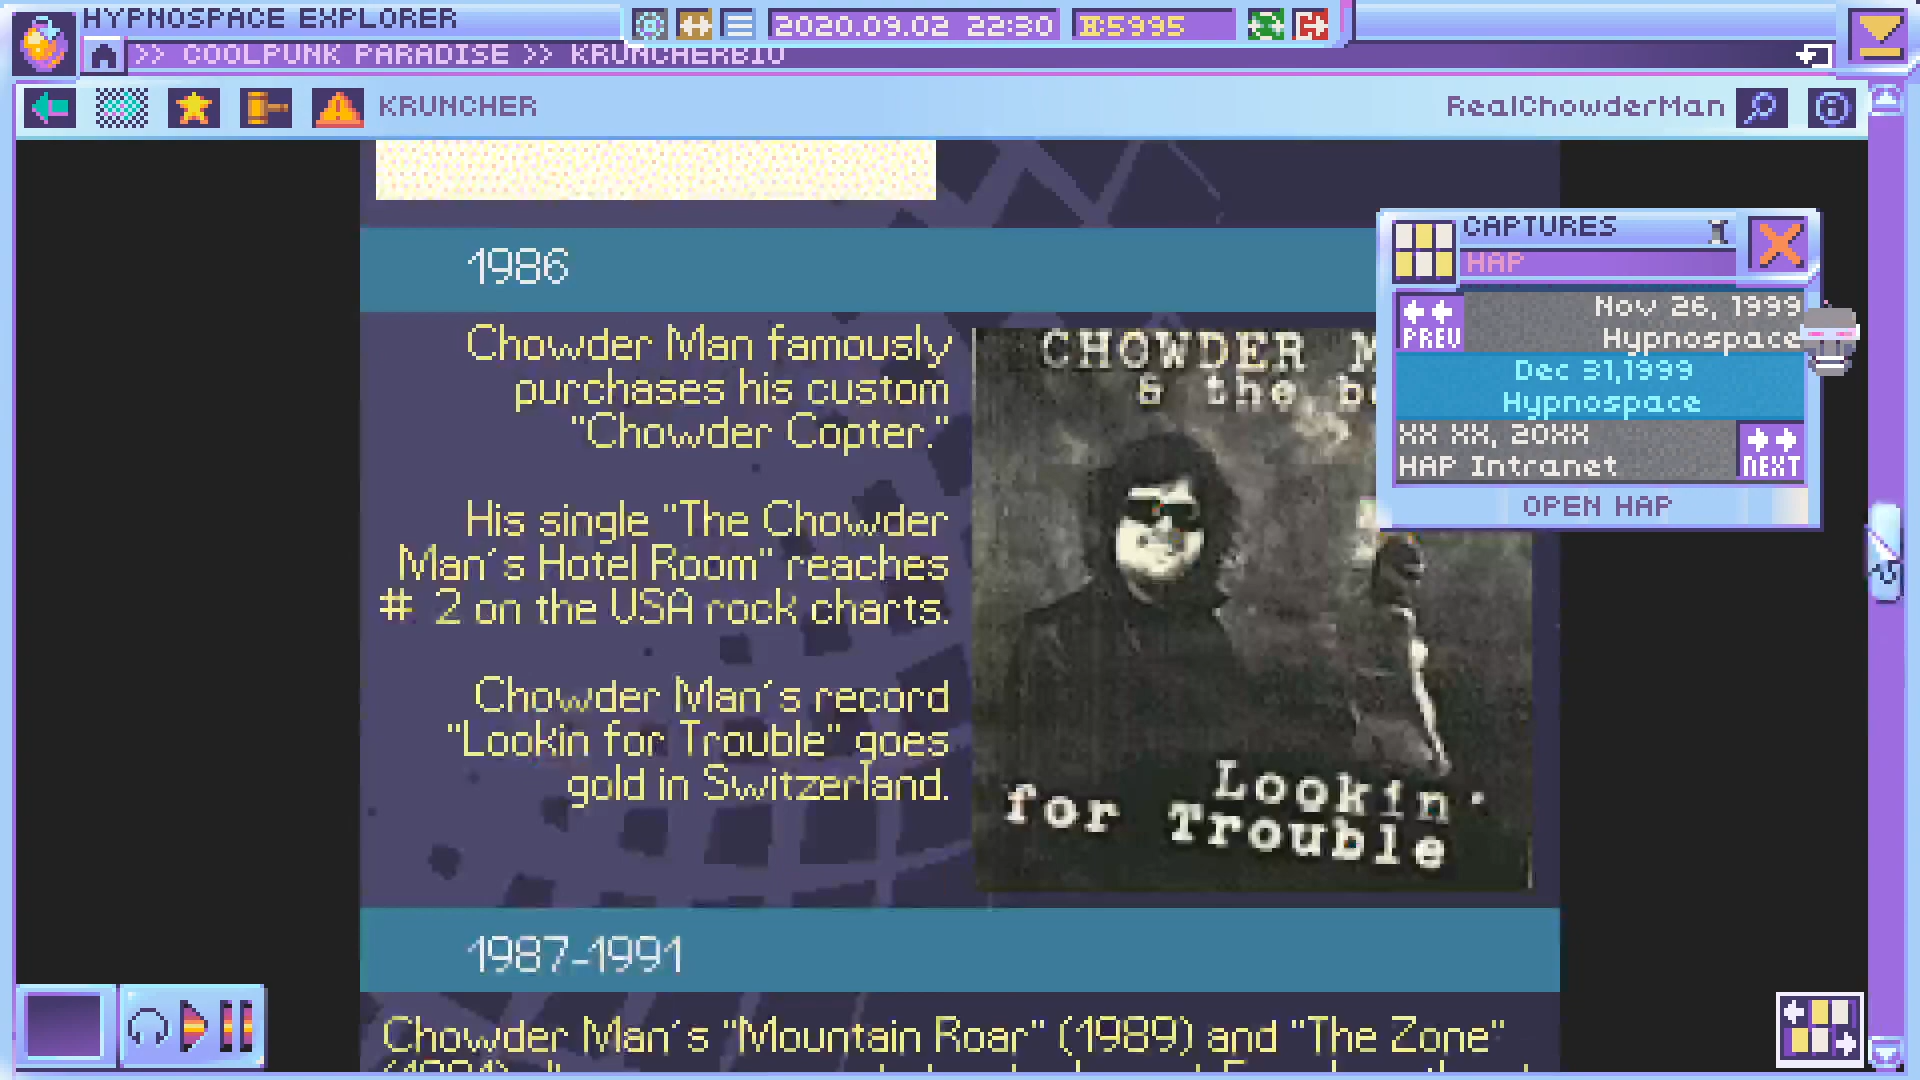 HYPNOSPACE EXPLORER
2020.09.02 22:30
5995
>> COOLPUNK PARADISE >> KRUNCHERBIO
KRUNCHER
RealChowderMan
1986
Chowder Man famously
purchases his custom
"Chowder Copter."
His single "The Chowder
Man's Hotel Room" reaches
# 2 on the USA rock charts.
Chowder Man's record
"Lookin for Trouble" goes
gold in Switzerland.
CHOWDER
& the
Lookin'
for Trouble
CAPTURES
HAP
PREV
Nov 26, 1999
Hypnospace
Dec 31,1999
Hypnospace
XX XX, 20XX
HAP Intranet
NEXT
OPEN HAP
1987-1991
Chowder Man's "Mountain Roar" (1989) and "The Zone"